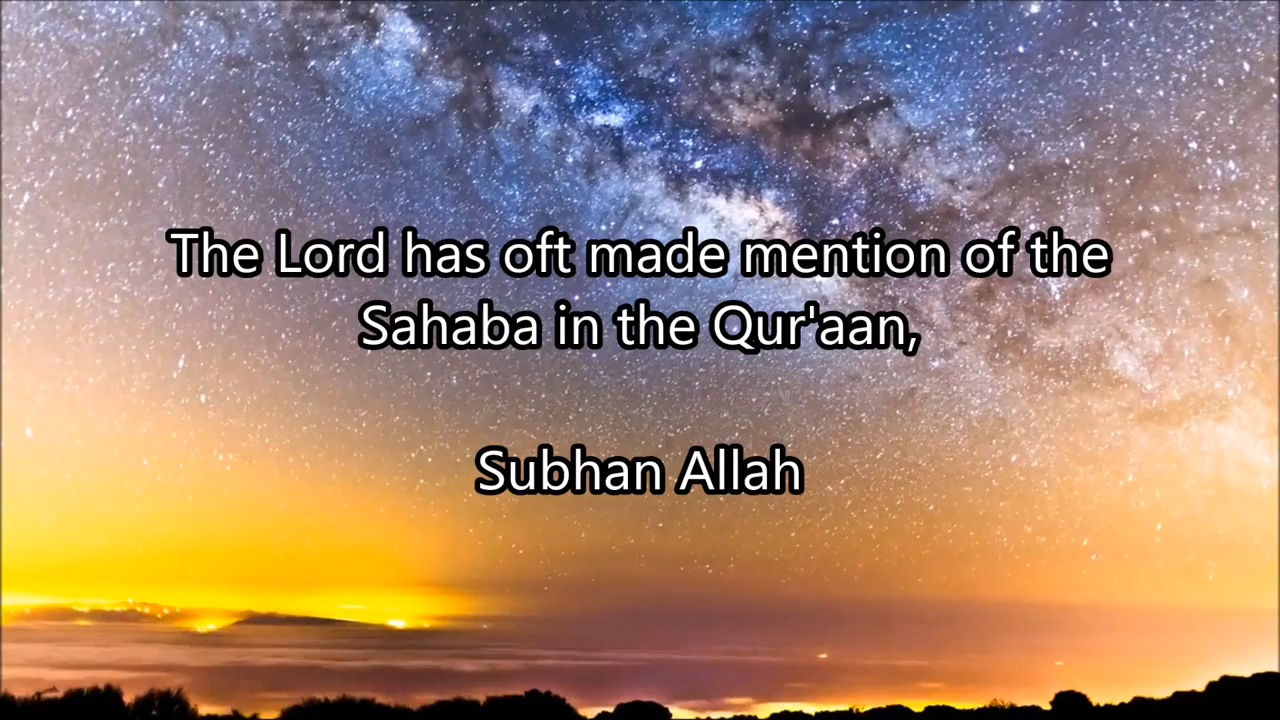 The Lord has oft made mention of the
Sahaba in the Qur'aan,
Subhan Allah